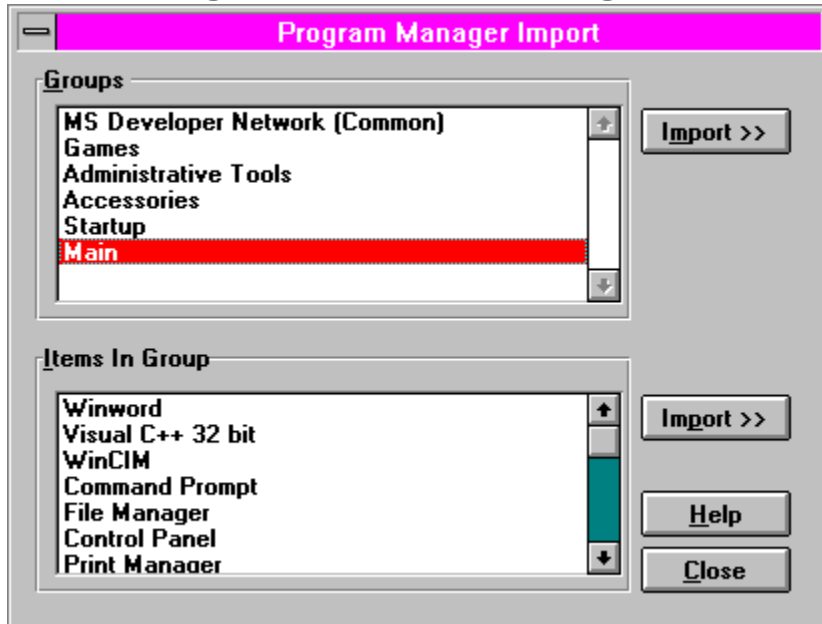 Program Manager Import
Groups
MS Developer Network (Common)
Games
Administrative Tools
Accessories
Startup
Main
Import >>
Items In Group
Winword
Visual C++ 32 bit
WinCIM
Command Prompt
File Manager
Control Panel
Print Manager
Import >>
Help
Close